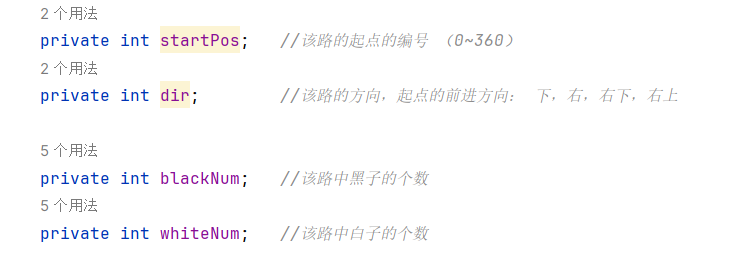 2 个用法
private int startPos;   //该路的起点的编号 （0~360）
2 个用法
private int dir;        //该路的方向，起点的前进方向： 下，右，右下，右上
5 个用法
private int blackNum;   //该路中黑子的个数
5 个用法
private int whiteNum;   //该路中白子的个数